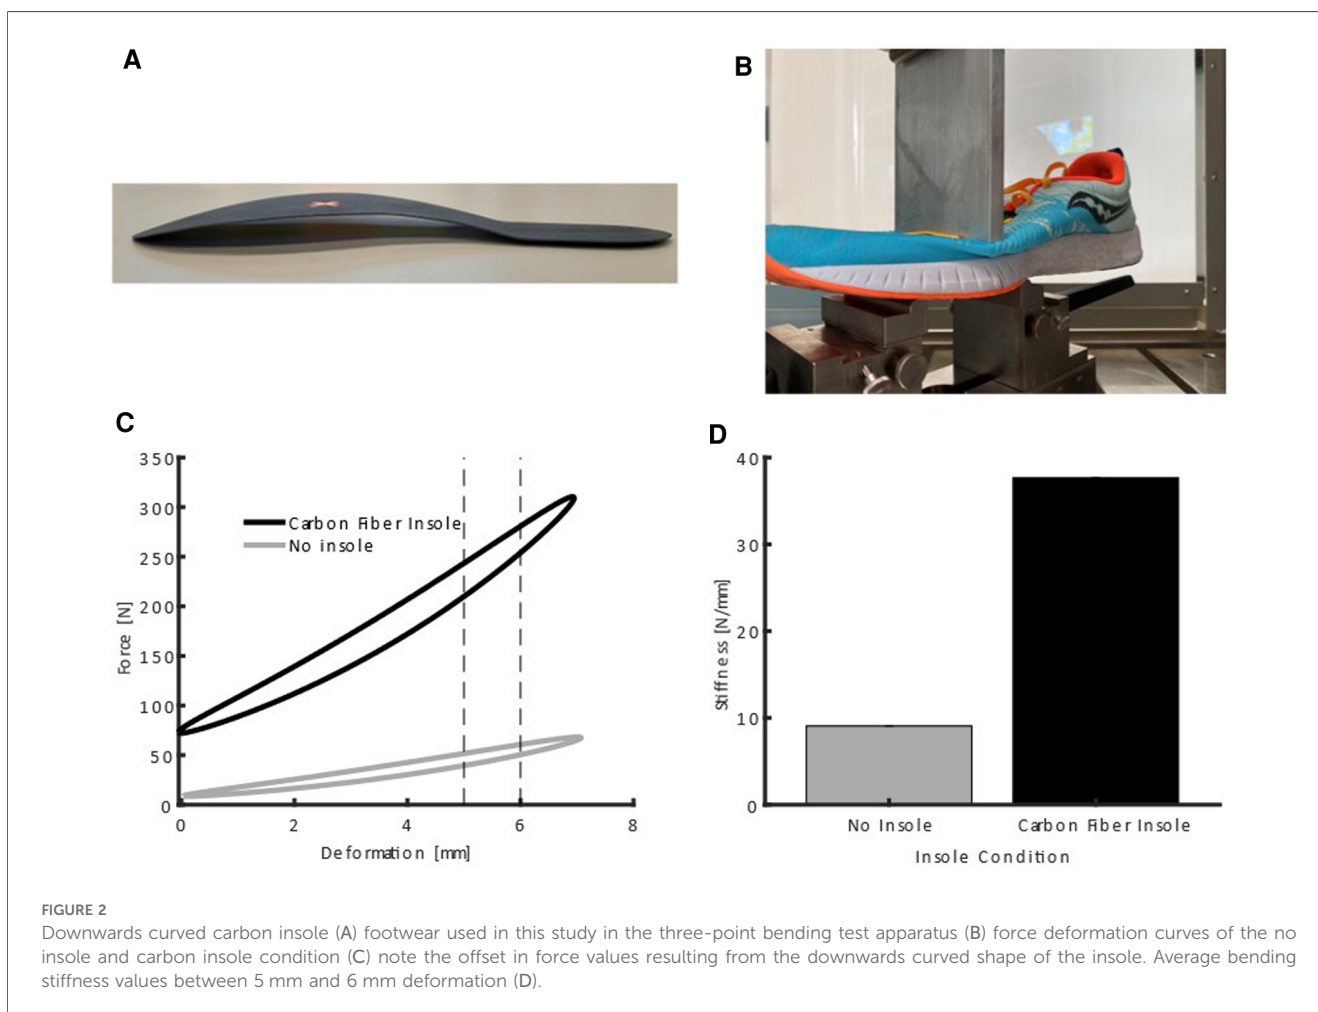 A
B
C
350
300
250
200
150
100
50
0
Force [N]
Carbon Fiber Insole
No insole
0 2 4 6 8
Deformation [mm]
D
40
30
20
10
0
Stiffness [N/mm]
No Insole Carbon Fiber Insole
Insole Condition
FIGURE 2
Downwards curved carbon insole (A) footwear used in this study in the three-point bending test apparatus (B) force deformation curves of the no
insole and carbon insole condition (C) note the offset in force values resulting from the downwards curved shape of the insole. Average bending
stiffness values between 5 mm and 6 mm deformation (D).